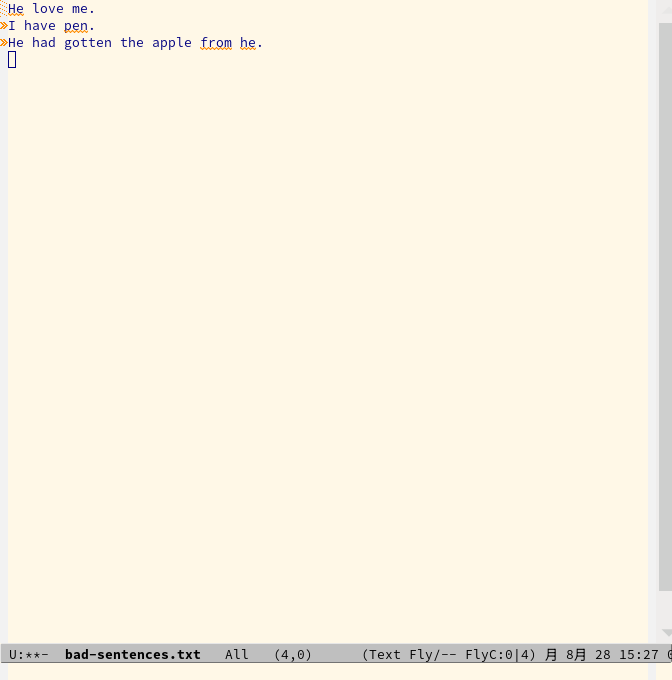 He love me.
I have pen.
He had gotten the apple from he.
U:**-  bad-sentences.txt   All   (4,0)      (Text Fly/-- FlyC:0|4) 月 8月 28 15:27